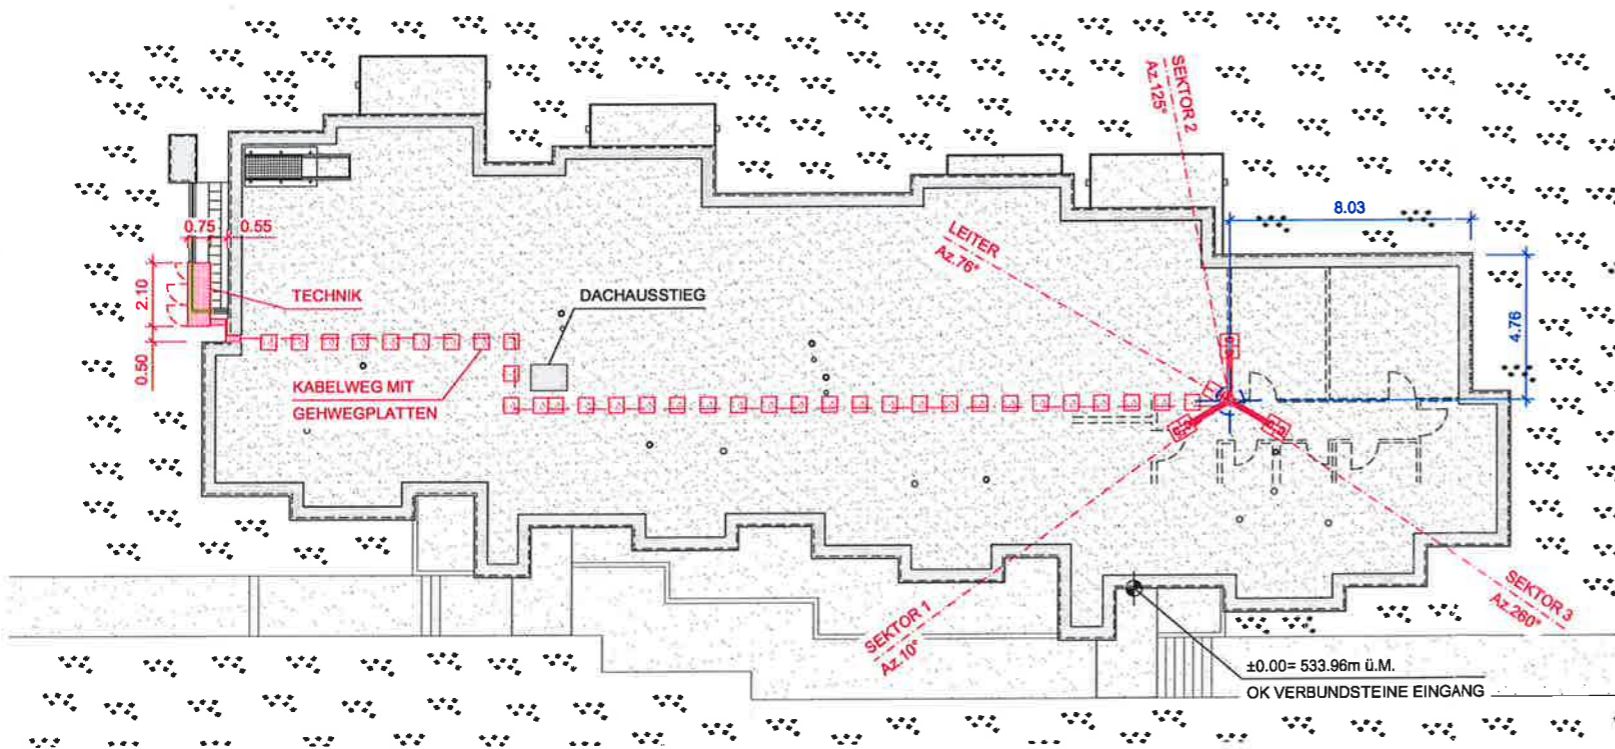 SEKTOR 2
Az.125°
8.03
LEITER
Az.76°
0.75
0.55
2.10
TECHNIK
DACHAUSSTIEG
4.76
0.50
KABELWEG MIT
GEHWEGPLATTEN
SEKTOR 1
Az.10°
SEKTOR 3
Az.260°
±0.00= 533.96m ü.M.
OK VERBUNDSTEINE EINGANG